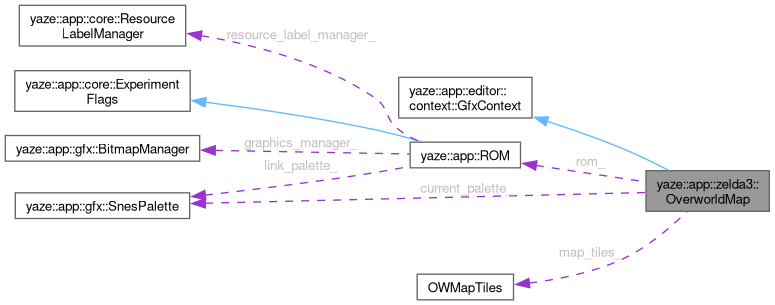 yaze::app::core::Resource
LabelManager
resource_label_manager_
yaze::app::core::Experiment
Flags
yaze::app::editor::
context::GfxContext
graphics_manager_
yaze::app::gfx::BitmapManager
yaze::app::ROM
link_palette_
rom_
yaze::app::zelda3::
OverworldMap
current_palette_
yaze::app::gfx::SnesPalette
map_tiles_
OWMapTiles